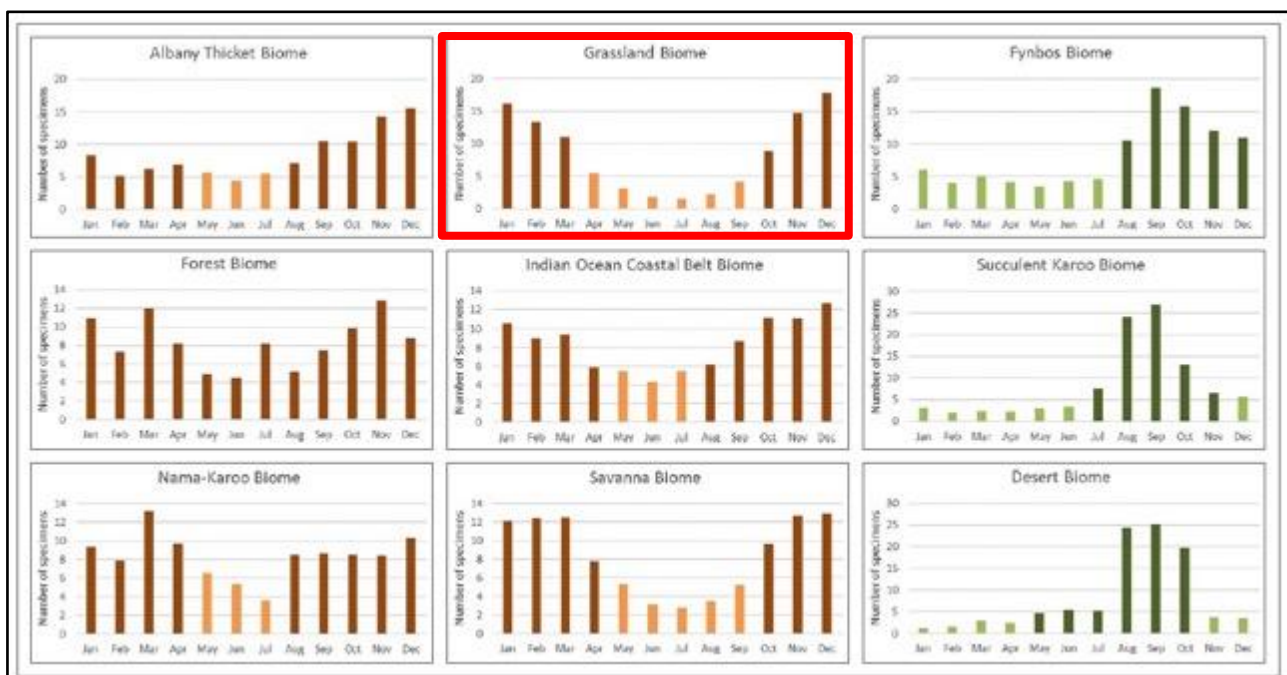 Albany Thicket Biome
Number of specimens
20
15
10
5
0
Jan Feb Mar Apr May Jun Jul Aug Sep Oct Nov Dec
Grassland Biome
Number of specimens
20
15
10
5
0
Jan Feb Mar Apr May Jun Jul Aug Sep Oct Nov Dec
Fynbos Biome
Number of specimens
20
15
10
5
0
Jan Feb Mar Apr May Jun Jul Aug Sep Oct Nov Dec
Forest Biome
Number of specimens
14
12
10
8
6
4
2
0
Jan Feb Mar Apr May Jun Jul Aug Sep Oct Nov Dec
Indian Ocean Coastal Belt Biome
Number of specimens
14
12
10
8
6
4
2
0
Jan Feb Mar Apr May Jun Jul Aug Sep Oct Nov Dec
Succulent Karoo Biome
Number of specimens
30
25
20
15
10
5
0
Jan Feb Mar Apr May Jun Jul Aug Sep Oct Nov Dec
Nama-Karoo Biome
Number of specimens
14
12
10
8
6
4
2
0
Jan Feb Mar Apr May Jun Jul Aug Sep Oct Nov Dec
Savanna Biome
Number of specimens
14
12
10
8
6
4
2
0
Jan Feb Mar Apr May Jun Jul Aug Sep Oct Nov Dec
Desert Biome
Number of specimens
30
25
20
15
10
5
0
Jan Feb Mar Apr May Jun Jul Aug Sep Oct Nov Dec